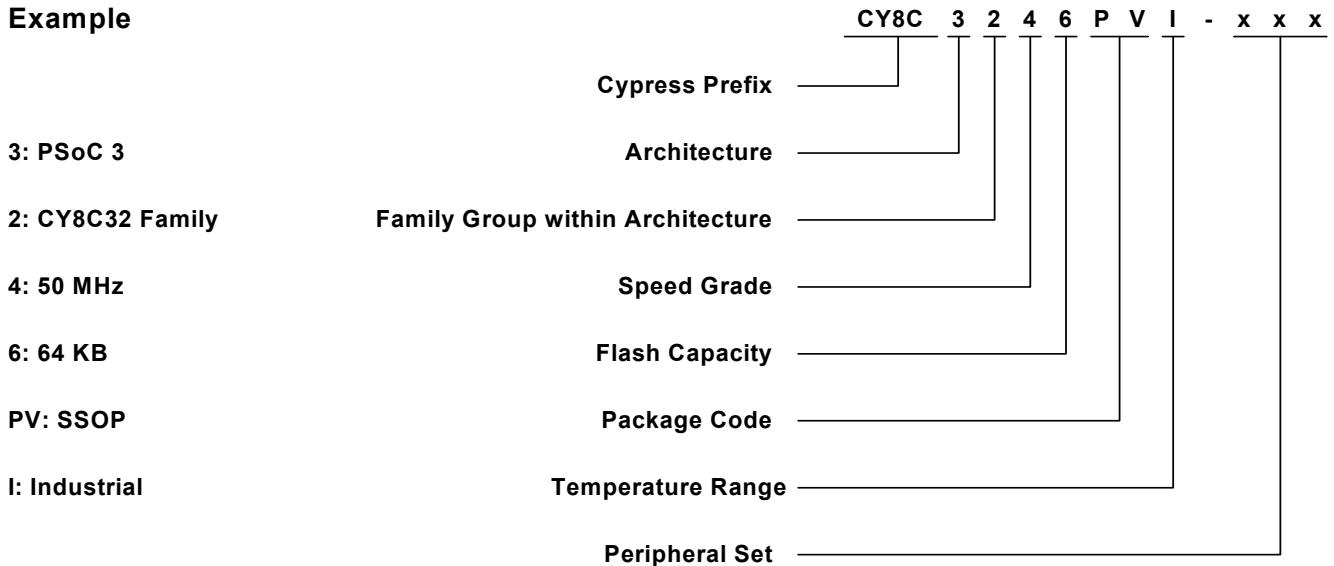 Example CY8C 3 2 4 6 P V I - x x x
Cypress Prefix
3: PSoC 3 Architecture
2: CY8C32 Family Family Group within Architecture
4: 50 MHz Speed Grade
6: 64 KB Flash Capacity
PV: SSOP Package Code
I: Industrial Temperature Range
Peripheral Set